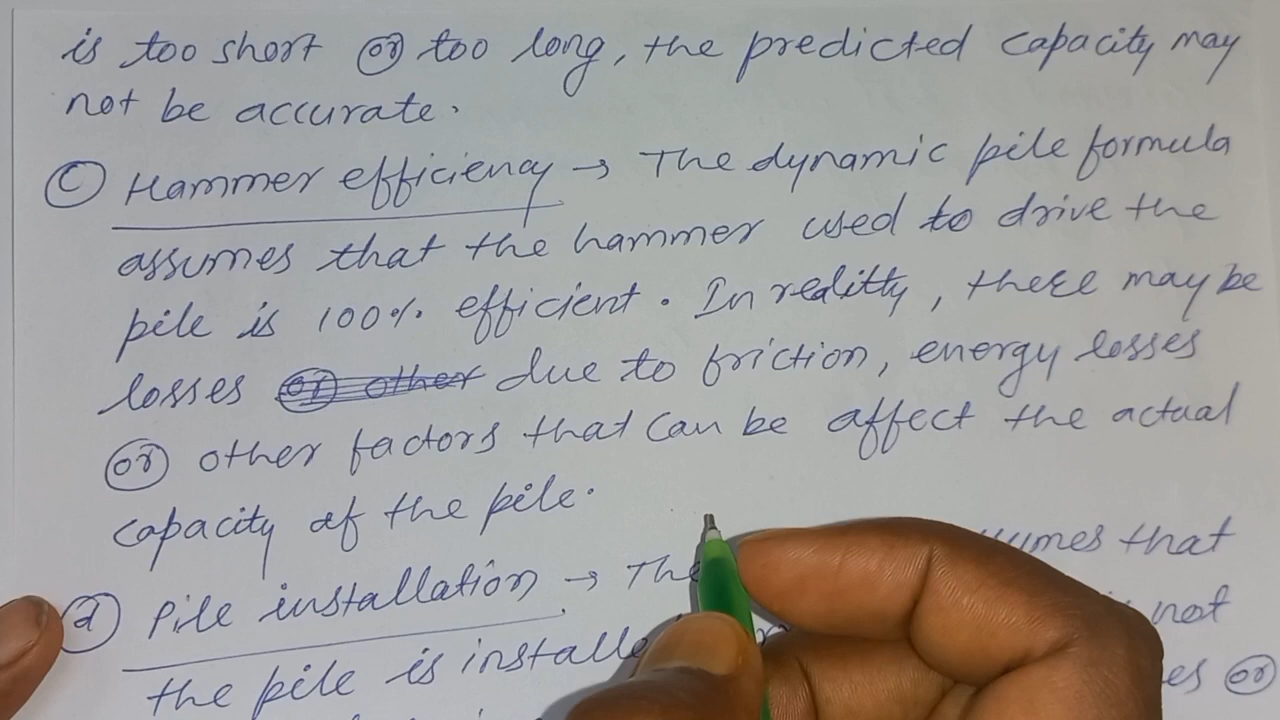 is too short or too long, the predicted capacity may
not be accurate.
c Hammer efficiency → The dynamic pile formula
assumes that the hammer used to drive the
pile is 100% efficient. In realitty, there may be
losses or other due to friction, energy losses
or other factors that can be affect the actual
capacity of the pile.
d Pile installation → The sumes that
the pile is installe not
es or